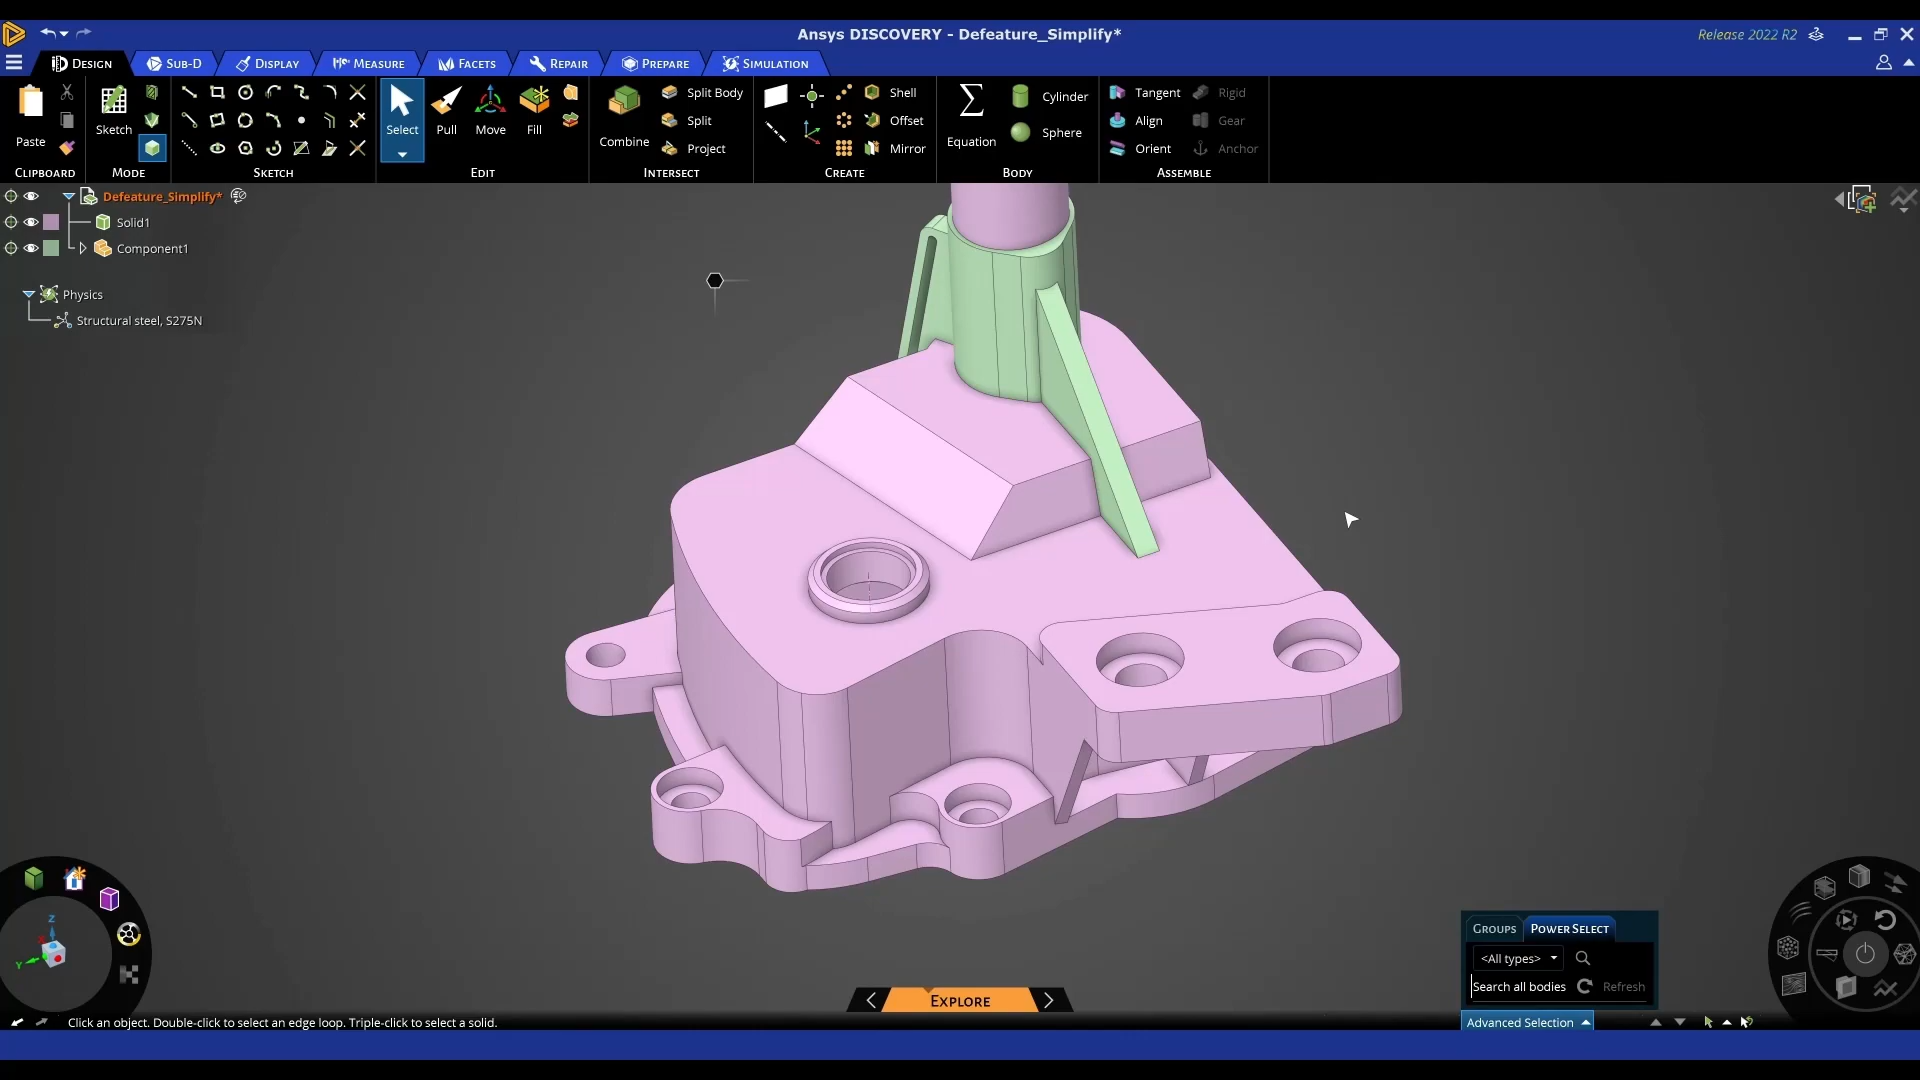 Ansys DISCOVERY - Defeature_Simplify*
Release 2022 R2
DESIGN SUB-D DISPLAY MEASURE FACETS REPAIR PREPARE SIMULATION
Paste
Sketch
Select
Pull
Move
Fill
Combine
Split Body
Split
Project
Shell
Offset
Mirror
Equation
Cylinder
Sphere
Tangent
Align
Orient
Rigid
Gear
Anchor
CLIPBOARD MODE SKETCH EDIT INTERSECT CREATE BODY ASSEMBLE
Defeature_Simplify*
Solid1
Component1
Physics
Structural steel, S275N
Z
X
Y
GROUPS POWER SELECT
<All types>
Search all bodies Refresh
EXPLORE
Click an object. Double-click to select an edge loop. Triple-click to select a solid.
Advanced Selection